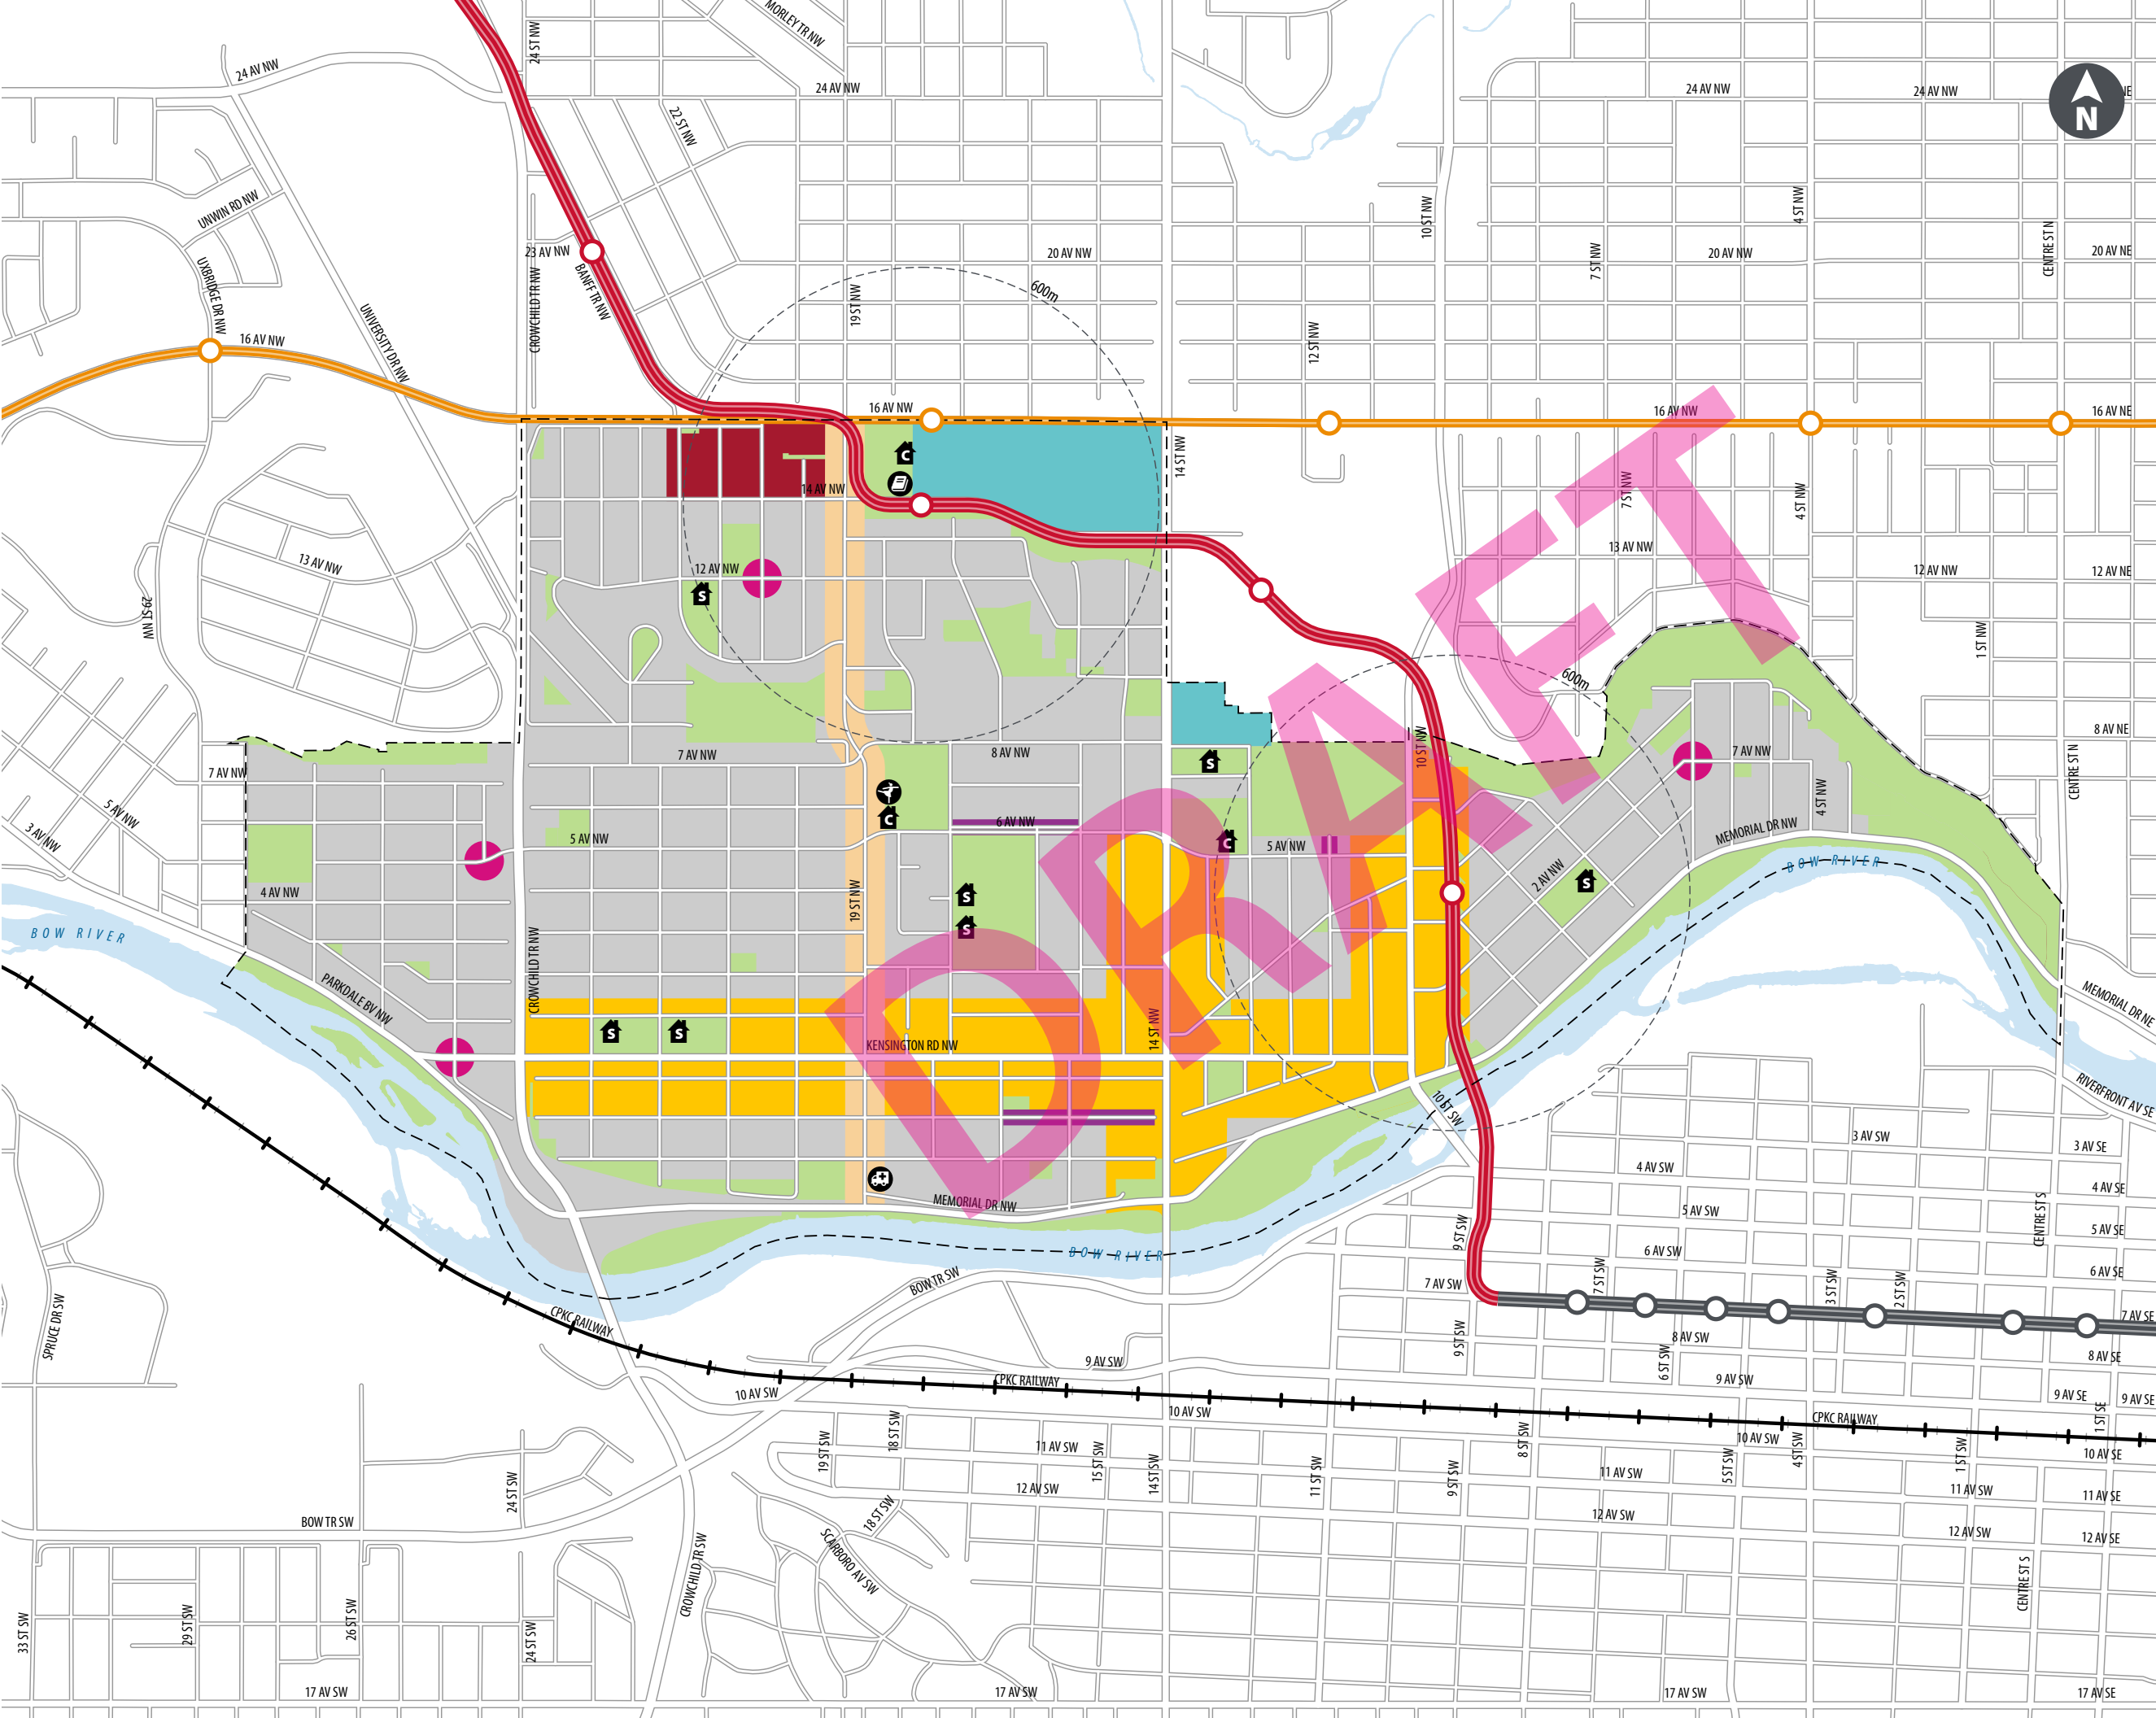 MORLEY TR NW
24 ST NW
24 AV NW
24 AV NW
24 AV NW
24 AV NW
N
22 ST NW
UNWIN RD NW
10 ST NW
4 ST NW
23 AV NW
20 AV NW
20 AV NW
20 AV NE
7 ST NW
CENTRE ST N
UXBRIDGE DR NW
BANFF TR NW
CROWCHILD TR NW
600m
19 ST NW
UNIVERSITY DR NW
16 AV NW
12 ST NW
16 AV NW
16 AV NW
16 AV NE
C
14 ST NW
14 AV NW
7 ST NW
4 ST NW
13 AV NW
13 AV NW
12 AV NW
12 AV NW
12 AV NE
S
29 ST NW
1 ST NW
600m
DRAFT
10 ST NW
8 AV NE
7 AV NW
7 AV NW
8 AV NW
7 AV NW
S
CENTRE ST N
4 ST NW
5 AV NW
3 AV NW
C
6 AV NW
5 AV NW
C
5 AV NW
MEMORIAL DR NW
BOW RIVER
2 AV NW
S
4 AV NW
19 ST NW
S
S
BOW RIVER
CROWCHILD TR NW
PARKDALE BV NW
MEMORIAL DR NE
S
S
14 ST NW
KENSINGTON RD NW
RIVERFRONT AV SE
10 ST SW
3 AV SW
3 AV SE
4 AV SW
4 AV SE
MEMORIAL DR NW
5 AV SW
CENTRE ST S
5 AV SE
9 ST SW
BOW RIVER
6 AV SW
6 AV SE
BOW TR SW
7 AV SW
7 ST SW
3 ST SW
2 ST SW
7 AV SE
CPKC RAILWAY
SPRUCE DR SW
9 ST SW
8 AV SW
8 AV SE
9 AV SW
6 ST SW
9 AV SW
CPKC RAILWAY
10 AV SW
9 AV SE
9 AV SE
10 AV SW
CPKC RAILWAY
1 ST SE
18 ST SW
19 ST SW
11 AV SW
15 ST SW
14 ST SW
8 ST SW
10 AV SW
4 ST SW
1 ST SW
10 AV SE
11 ST SW
9 ST SW
11 AV SW
5 ST SW
24 ST SW
12 AV SW
11 AV SW
11 AV SE
BOW TR SW
18 ST SW
12 AV SW
12 AV SW
12 AV SE
SCARBORO AV SW
CROWCHILD TR SW
CENTRE ST S
33 ST SW
29 ST SW
26 ST SW
24 ST SW
17 AV SW
17 AV SW
17 AV SW
17 AV SE